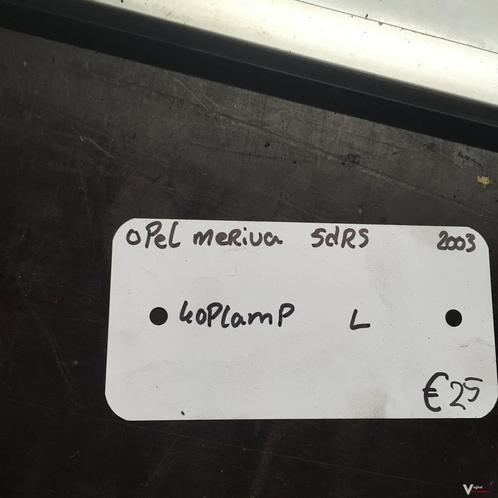 OPel meRiva 5dRS 2003
koPlamP L
€25